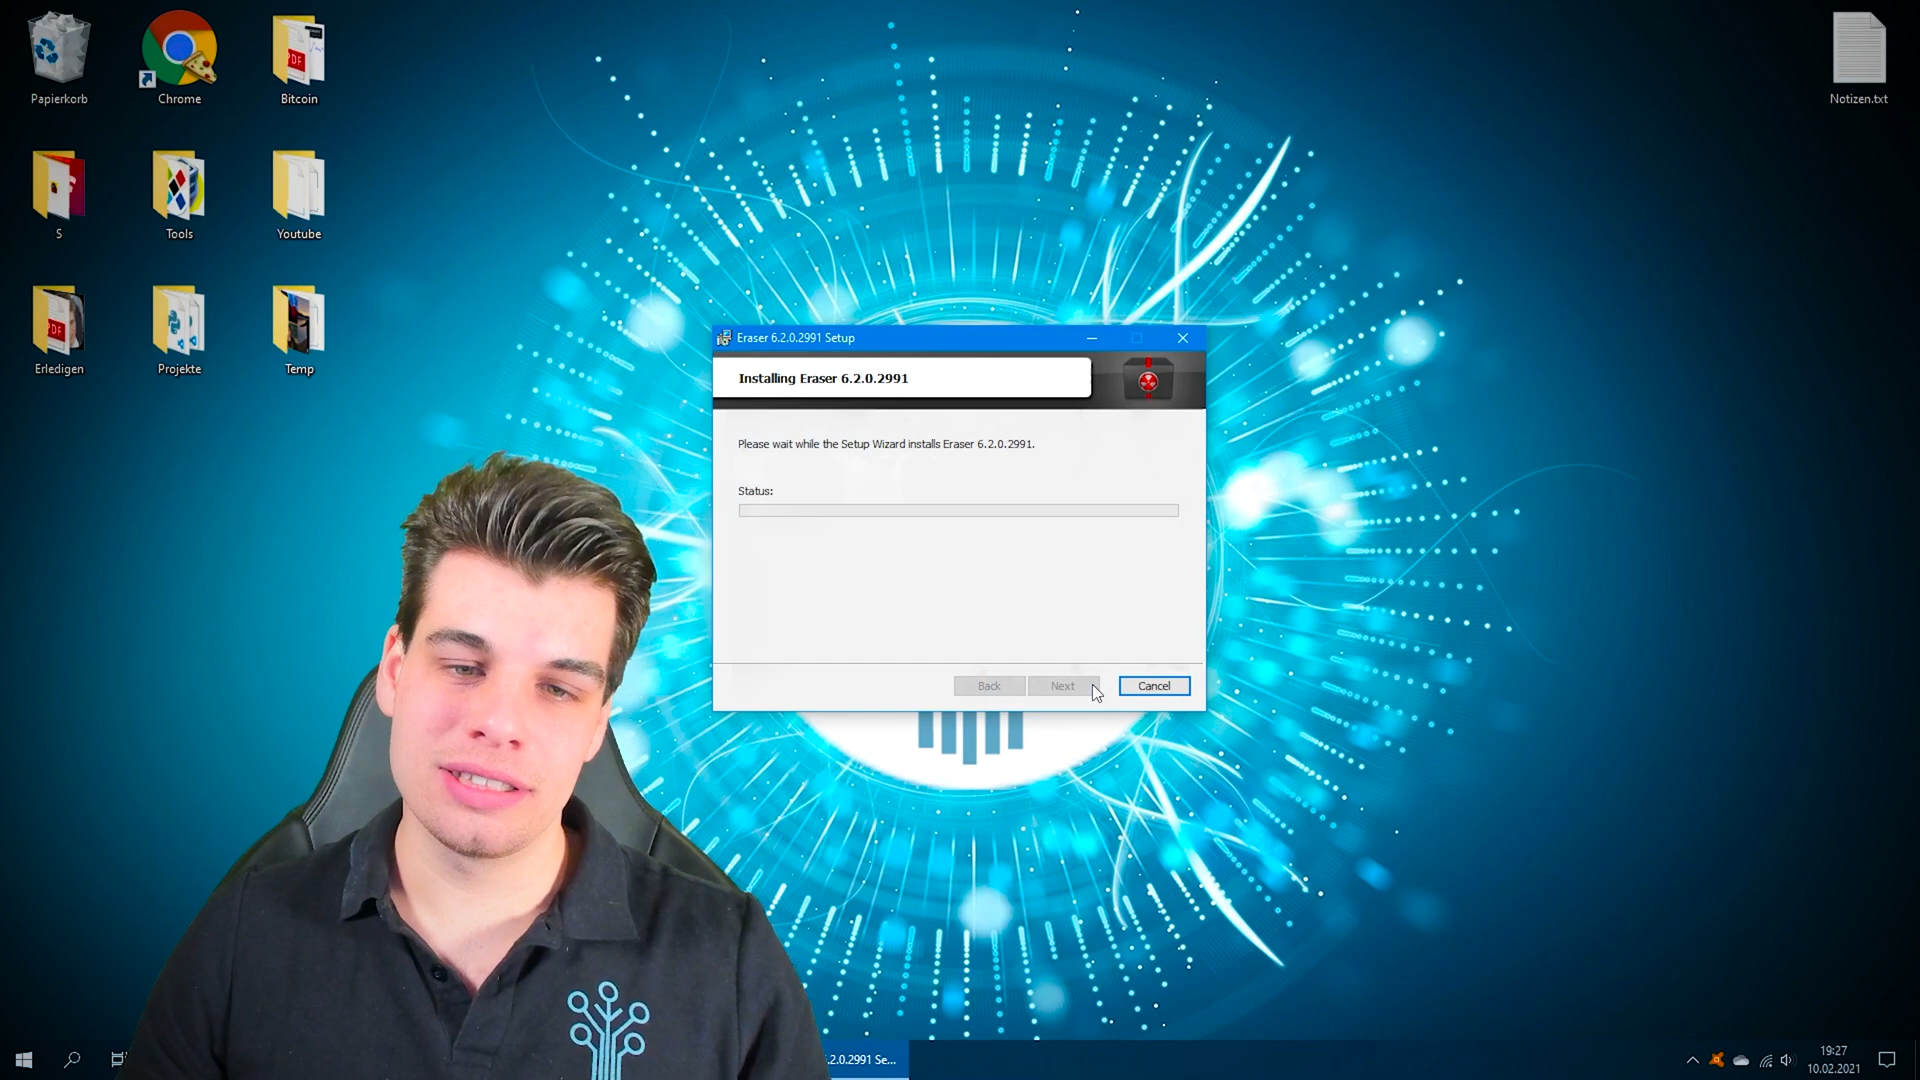 Papierkorb
Chrome
Bitcoin
Notizen.txt
PDF
S
Tools
Youtube
PDF
Erledigen
Projekte
Temp
Eraser 6.2.0.2991 Setup
Installing Eraser 6.2.0.2991
Please wait while the Setup Wizard installs Eraser 6.2.0.2991.
Status:
Back
Next
Cancel
.2.0.2991 Se...
19:27
10.02.2021